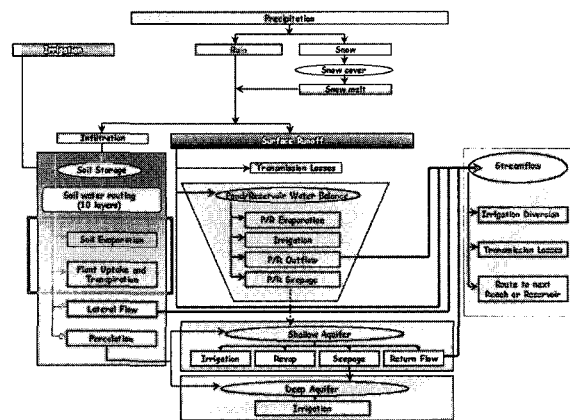 Precipitation
Irrigation
Rain
Snow
Snow cover
Snow melt
Infiltration
Surface Runoff
Soil Storage
Transmission Losses
Streamflow
Soil water routing
(10 layers)
Pond/Reservoir Water Balance
P/R Evaporation
Irrigation Diversion
Soil Evaporation
Irrigation
Plant Uptake and
Transpiration
P/R Outflow
Transmission Losses
P/R Seepage
Route to next
Reach or Reservoir
Lateral Flow
Percolation
Shallow Aquifer
Irrigation
Revap
Seepage
Return Flow
Deep Aquifer
Irrigation